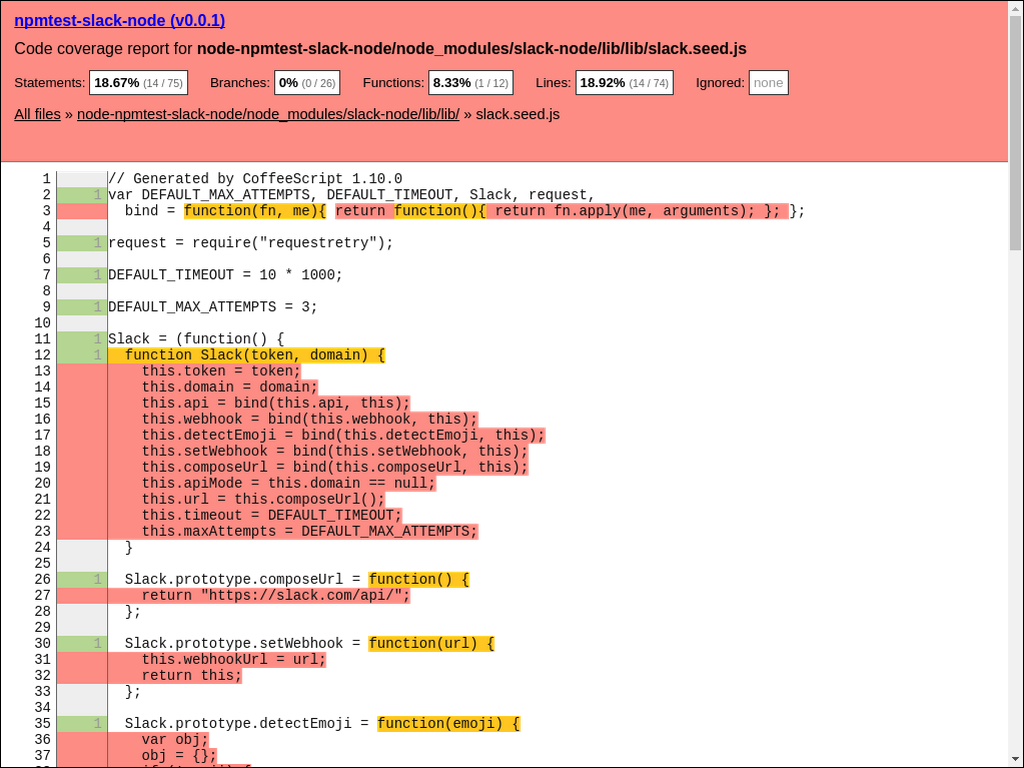 npmtest-slack-node (v0.0.1)
Code coverage report for node-npmtest-slack-node/node_modules/slack-node/lib/lib/slack.seed.js
Statements: 18.67% (14 / 75) Branches: 0% (0 / 26) Functions: 8.33% (1 / 12) Lines: 18.92% (14 / 74) Ignored: none
All files » node-npmtest-slack-node/node_modules/slack-node/lib/lib/ » slack.seed.js
1 // Generated by CoffeeScript 1.10.0
2 1 var DEFAULT_MAX_ATTEMPTS, DEFAULT_TIMEOUT, Slack, request,
3   bind = function(fn, me){ return function(){ return fn.apply(me, arguments); }; };
4
5 1 request = require("requestretry");
6
7 1 DEFAULT_TIMEOUT = 10 * 1000;
8
9 1 DEFAULT_MAX_ATTEMPTS = 3;
10
11 1 Slack = (function() {
12 1   function Slack(token, domain) {
13     this.token = token;
14     this.domain = domain;
15     this.api = bind(this.api, this);
16     this.webhook = bind(this.webhook, this);
17     this.detectEmoji = bind(this.detectEmoji, this);
18     this.setWebhook = bind(this.setWebhook, this);
19     this.composeUrl = bind(this.composeUrl, this);
20     this.apiMode = this.domain == null;
21     this.url = this.composeUrl();
22     this.timeout = DEFAULT_TIMEOUT;
23     this.maxAttempts = DEFAULT_MAX_ATTEMPTS;
24   }
25
26 1   Slack.prototype.composeUrl = function() {
27     return "https://slack.com/api/";
28   };
29
30 1   Slack.prototype.setWebhook = function(url) {
31     this.webhookUrl = url;
32     return this;
33   };
34
35 1   Slack.prototype.detectEmoji = function(emoji) {
36     var obj;
37     obj = {};